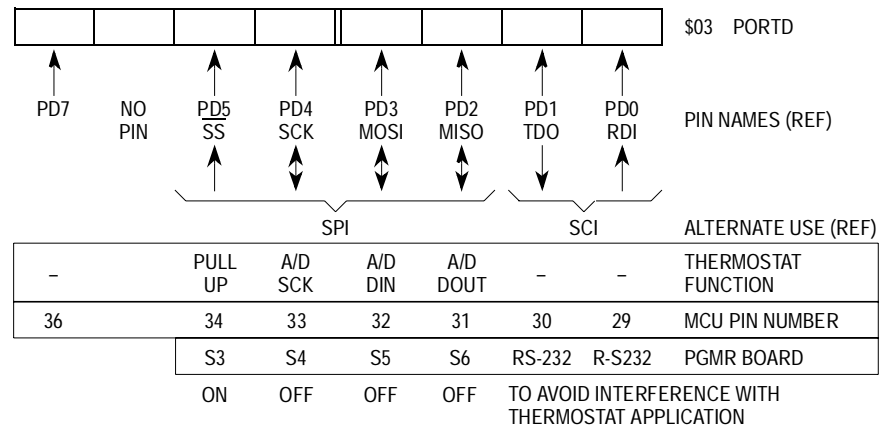 $03 PORTD
PD7 NO PIN PD5 SS PD4 SCK PD3 MOSI PD2 MISO PD1 TDO PD0 RDI PIN NAMES (REF)
SPI SCI ALTERNATE USE (REF)
– PULL UP A/D SCK A/D DIN A/D DOUT – – THERMOSTAT FUNCTION
36 34 33 32 31 30 29 MCU PIN NUMBER
S3 S4 S5 S6 RS-232 R-S232 PGMR BOARD
ON OFF OFF OFF TO AVOID INTERFERENCE WITH
THERMOSTAT APPLICATION